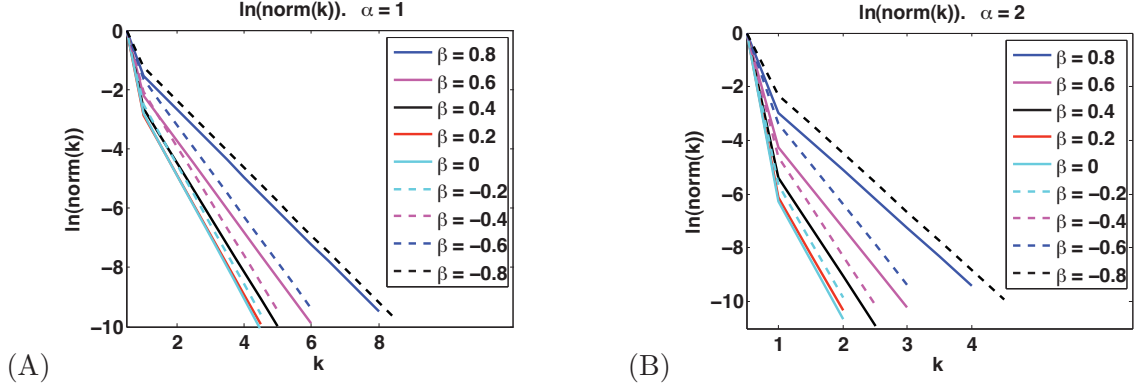 ln(norm(k)). α = 1
ln(norm(k))
0
−2
−4
−6
−8
−10
2
4
6
8
k
β = 0.8
β = 0.6
β = 0.4
β = 0.2
β = 0
β = −0.2
β = −0.4
β = −0.6
β = −0.8
(A)
ln(norm(k)). α = 2
ln(norm(k))
0
−2
−4
−6
−8
−10
1
2
3
4
k
β = 0.8
β = 0.6
β = 0.4
β = 0.2
β = 0
β = −0.2
β = −0.4
β = −0.6
β = −0.8
(B)